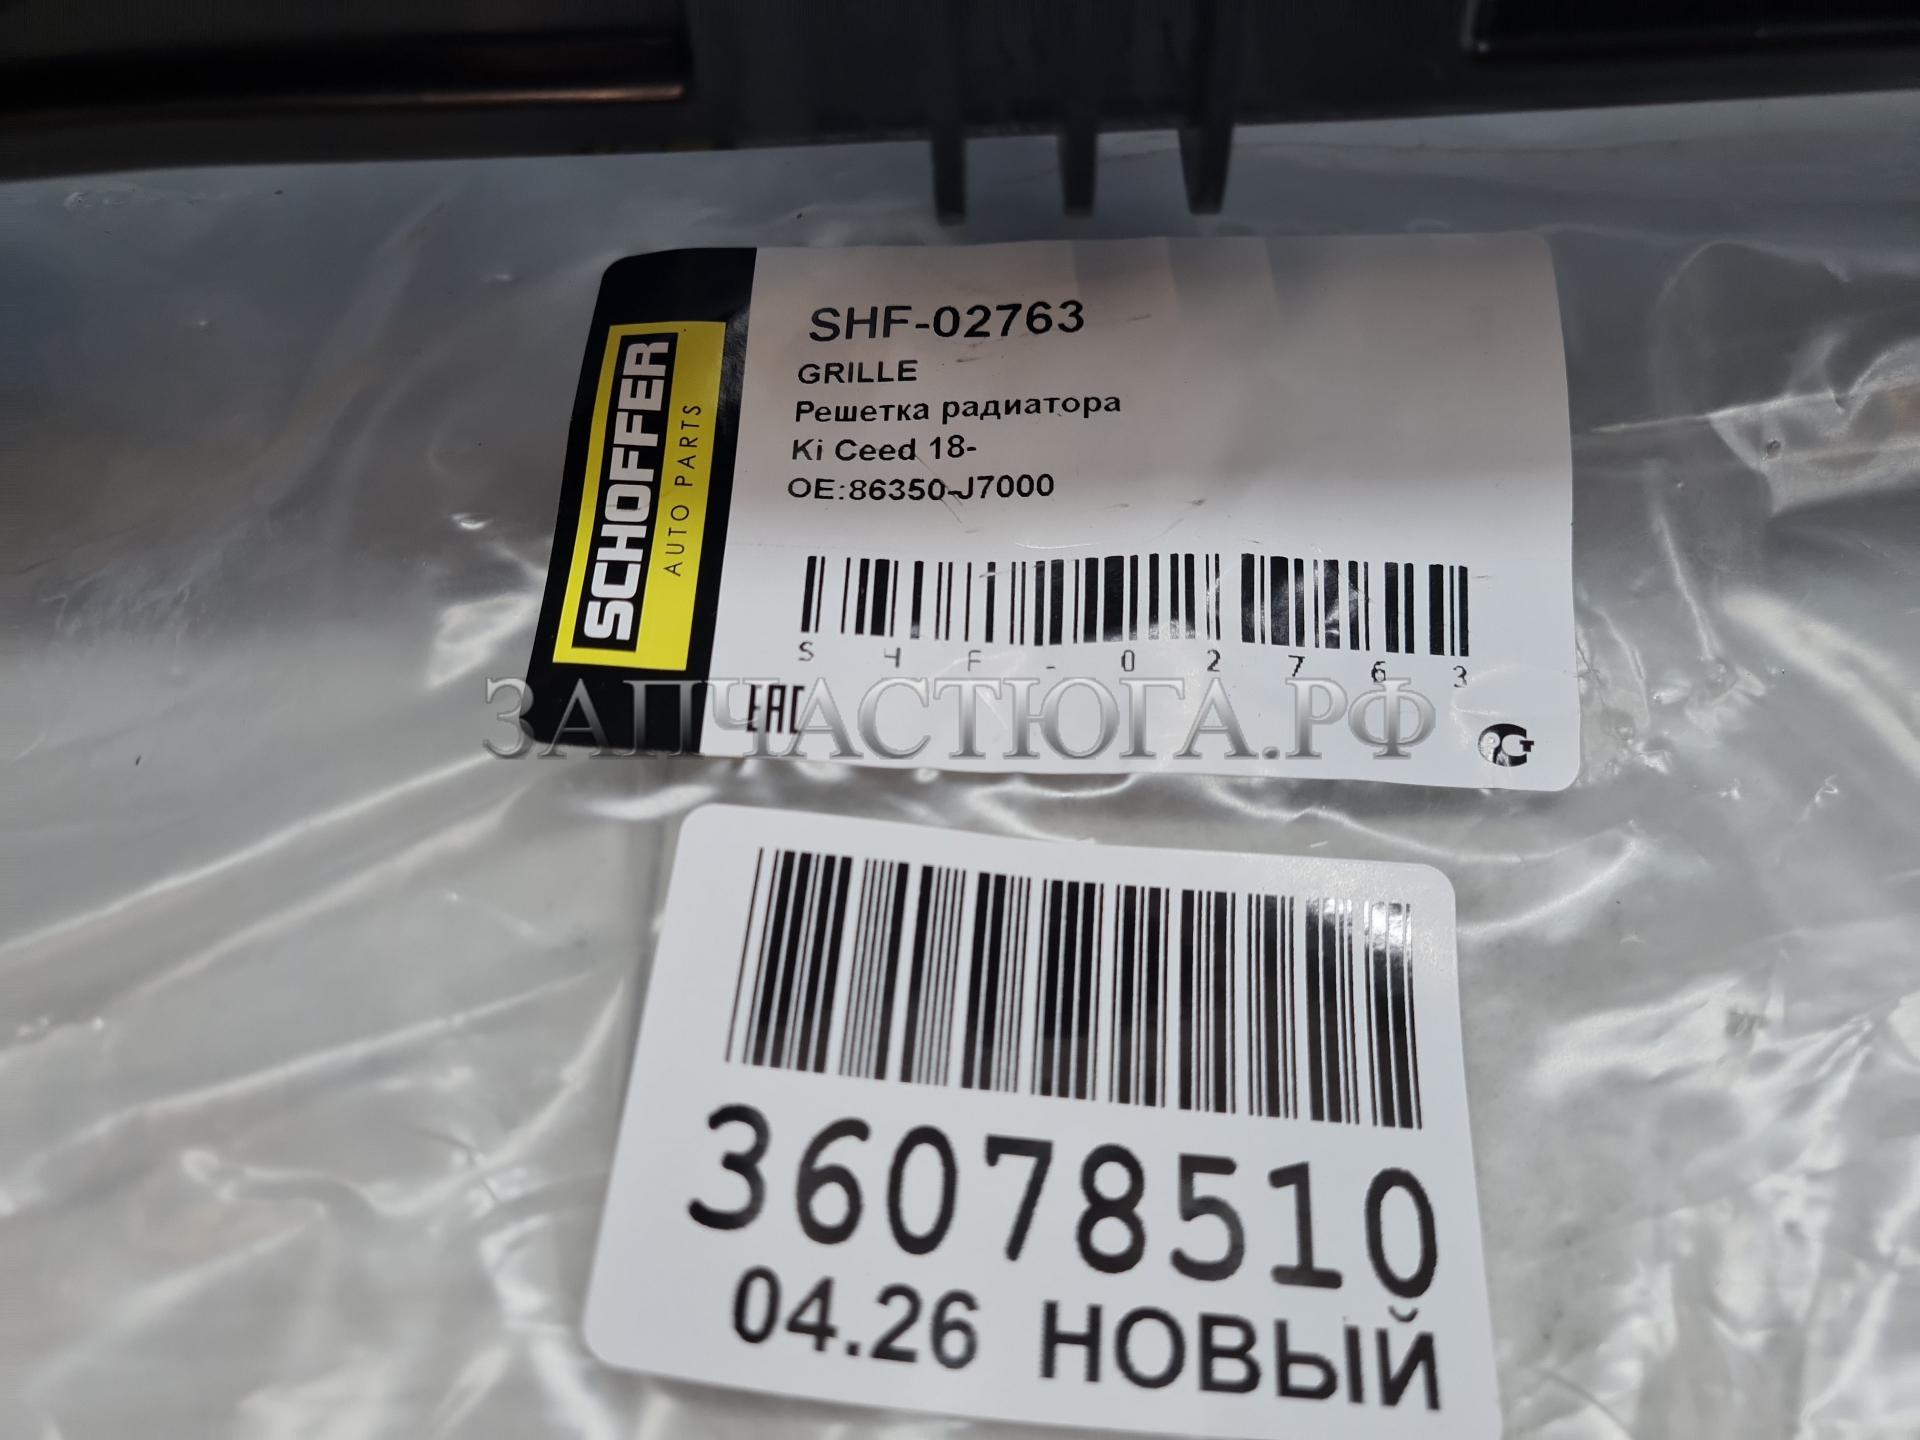 SCHOFFER
AUTO PARTS
SHF-02763
GRILLE
Решетка радиатора
Ki Ceed 18-
OE:86350-J7000
SHF-02763
EAC
ЗАПЧАСТЮГА.РФ
36078510
04.26 НОВЫЙ